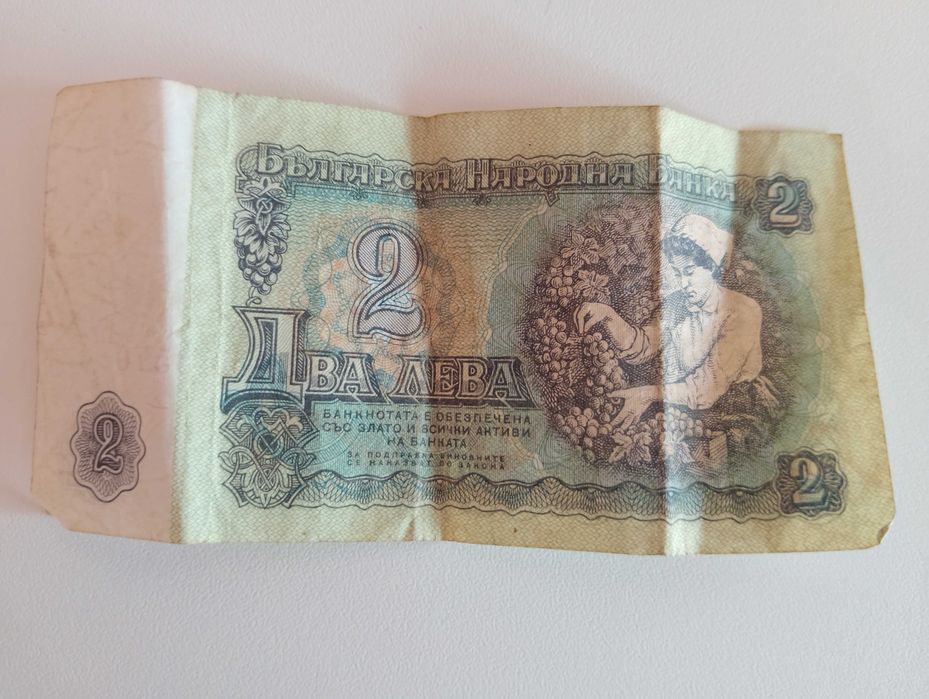 Българска Народна Банка
2
2
Два лева
Банкнотата е обезпечена
със злато и всички активи
на банката
За подправка виновните
се наказват по закона
2
2